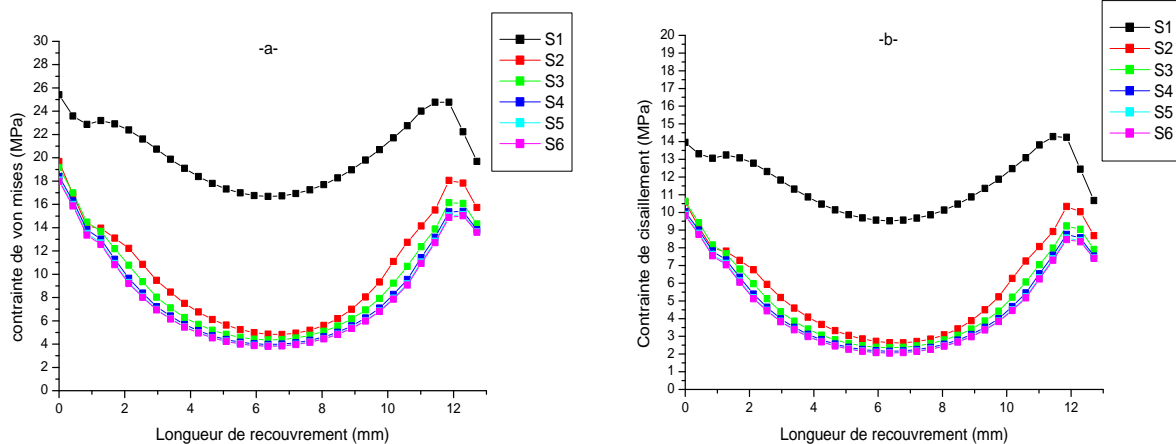 -a-
contrainte de von mises (MPa)
30
28
26
24
22
20
18
16
14
12
10
8
6
4
2
0
0 2 4 6 8 10 12
Longueur de recouvrement (mm)
S1
S2
S3
S4
S5
S6
-b-
Contrainte de cisaillement (MPa)
20
19
18
17
16
15
14
13
12
11
10
9
8
7
6
5
4
3
2
1
0
0 2 4 6 8 10 12
Longueur de recouvrement (mm)
S1
S2
S3
S4
S5
S6